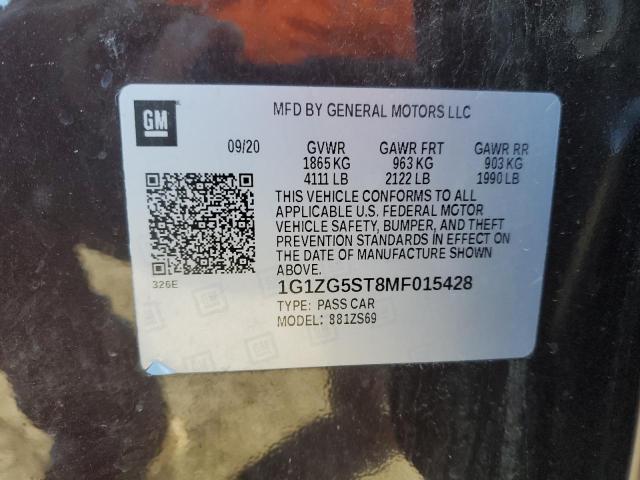 GM
MFD BY GENERAL MOTORS LLC
09/20 GVWR GAWR FRT GAWR RR
1865 KG 963 KG 903 KG
4111 LB 2122 LB 1990 LB
THIS VEHICLE CONFORMS TO ALL
APPLICABLE U.S. FEDERAL MOTOR
VEHICLE SAFETY, BUMPER, AND THEFT
PREVENTION STANDARDS IN EFFECT ON
THE DATE OF MANUFACTURE SHOWN
ABOVE.
326E
1G1ZG5ST8MF015428
TYPE: PASS CAR
MODEL: 881ZS69